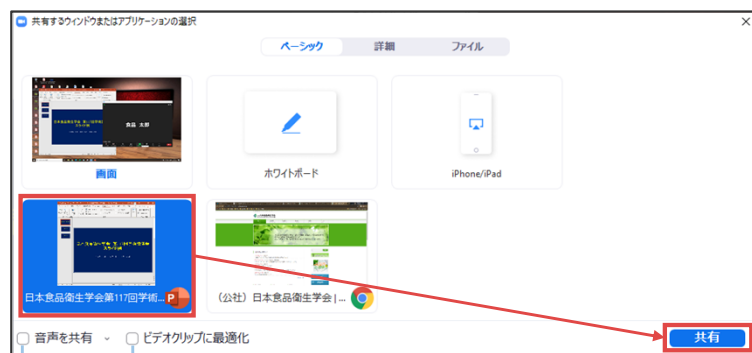 共有するウィンドウまたはアプリケーションの選択
ベーシック 詳細 ファイル
食品 太郎
画面
ホワイトボード
iPhone/iPad
日本食品衛生学会第117回学術...
(公社)日本食品衛生学会 | ...
音声を共有
ビデオクリップに最適化
共有